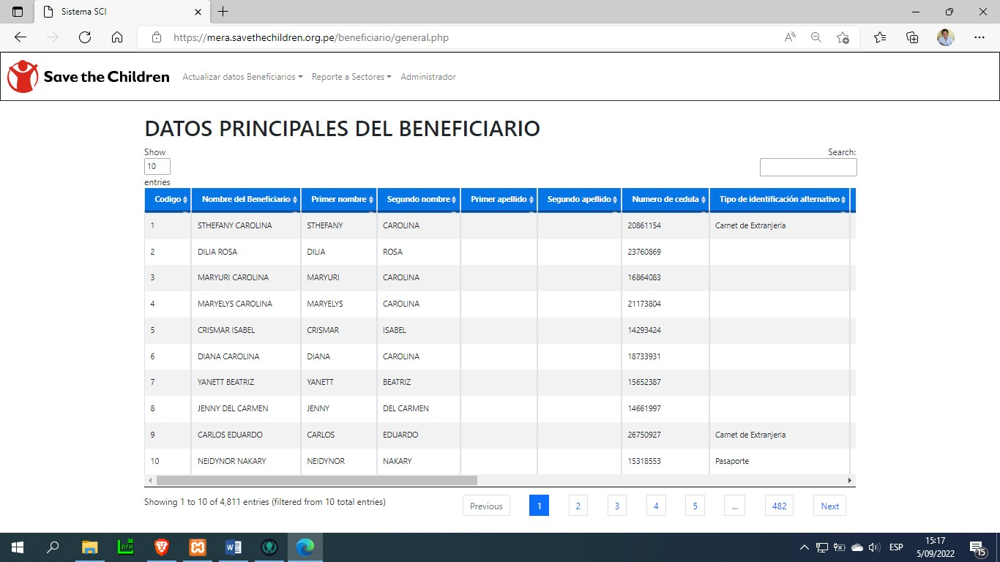 Sistema SCI
https://mera.savethechildren.org.pe/beneficiario/general.php
Save the Children Actualizar datos Beneficiarios Reporte a Sectores Administrador
DATOS PRINCIPALES DEL BENEFICIARIO
Show Search:
10
entries
Codigo Nombre del Beneficiario Primer nombre Segundo nombre Primer apellido Segundo apellido Numero de cedula Tipo de identificación alternativo
1 STHEFANY CAROLINA STHEFANY CAROLINA 20861154 Carnet de Extranjeria
2 DILIA ROSA DILIA ROSA 23760869
3 MARYURI CAROLINA MARYURI CAROLINA 16864083
4 MARYELYS CAROLINA MARYELYS CAROLINA 21173804
5 CRISMAR ISABEL CRISMAR ISABEL 14293424
6 DIANA CAROLINA DIANA CAROLINA 18733931
7 YANETT BEATRIZ YANETT BEATRIZ 15652387
8 JENNY DEL CARMEN JENNY DEL CARMEN 14661997
9 CARLOS EDUARDO CARLOS EDUARDO 26750927 Carnet de Extranjeria
10 NEIDYNOR NAKARY NEIDYNOR NAKARY 15318553 Pasaporte
Showing 1 to 10 of 4,811 entries (filtered from 10 total entries) Previous 1 2 3 4 5 ... 482 Next
ESP 15:17
5/09/2022 15